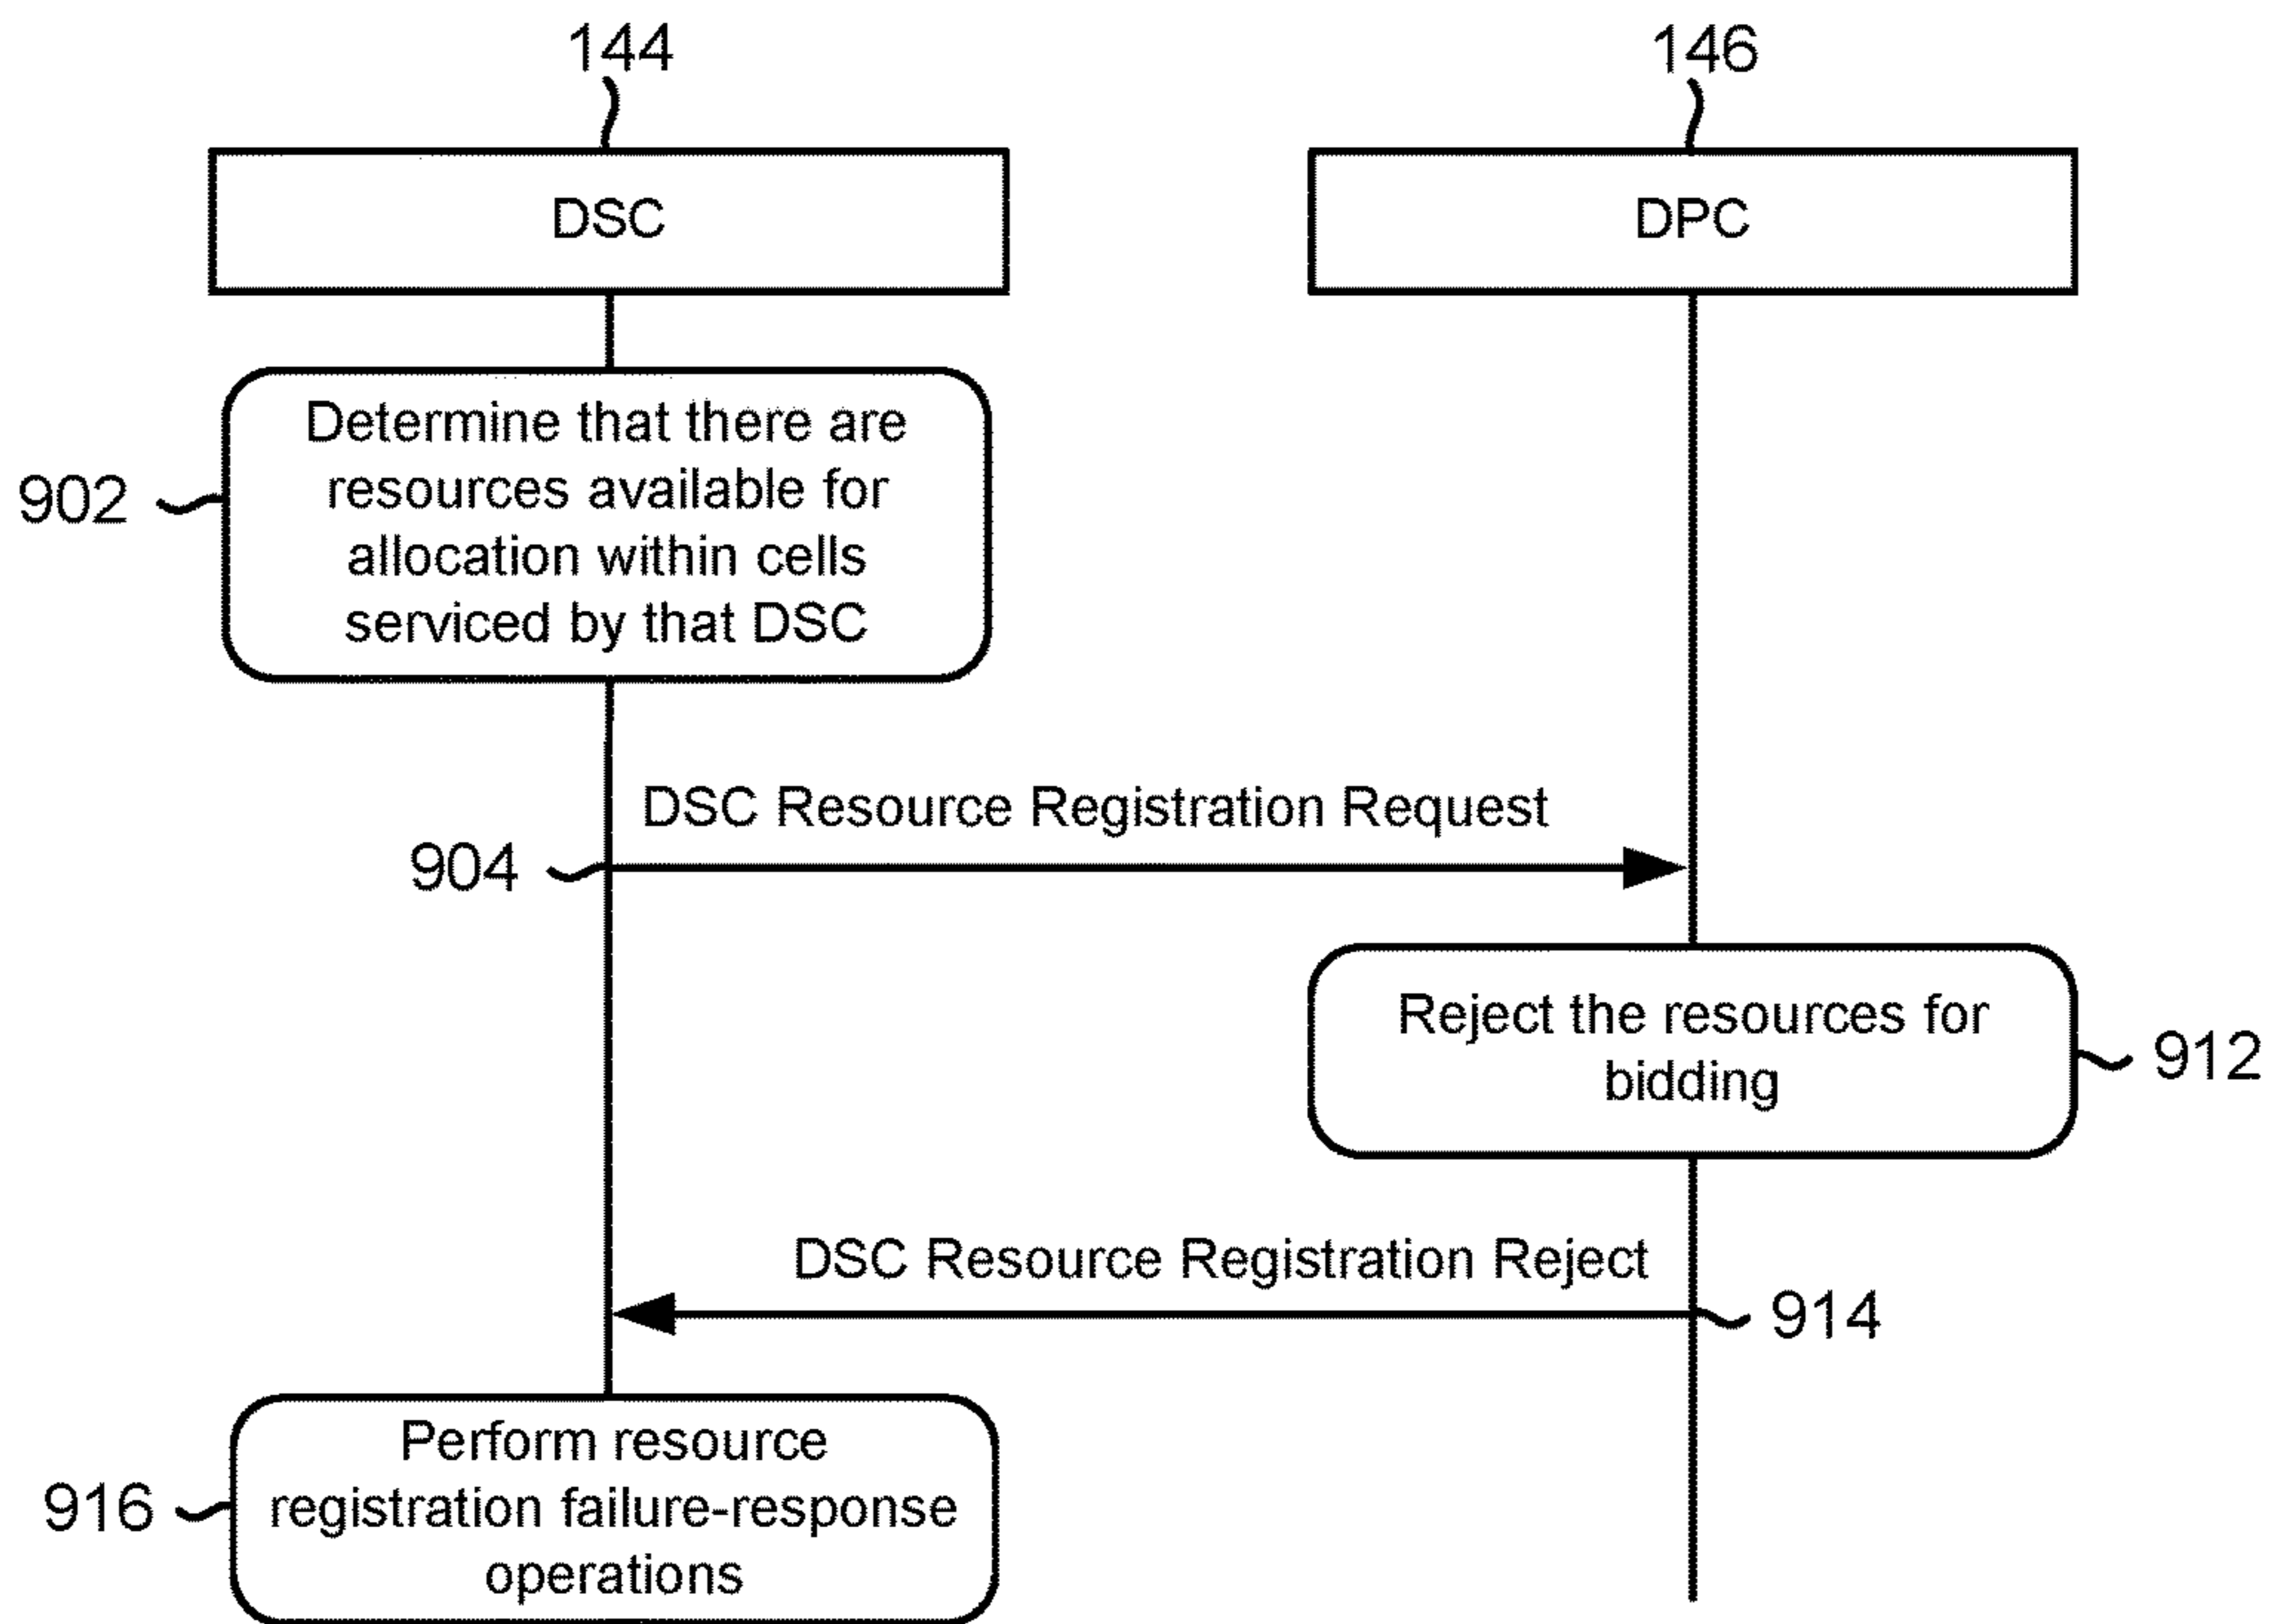 144
146
DSC
DPC
Determine that there are
resources available for
allocation within cells
serviced by that DSC
902
DSC Resource Registration Request
904
Reject the resources for
bidding
912
DSC Resource Registration Reject
914
Perform resource
registration failure-response
operations
916